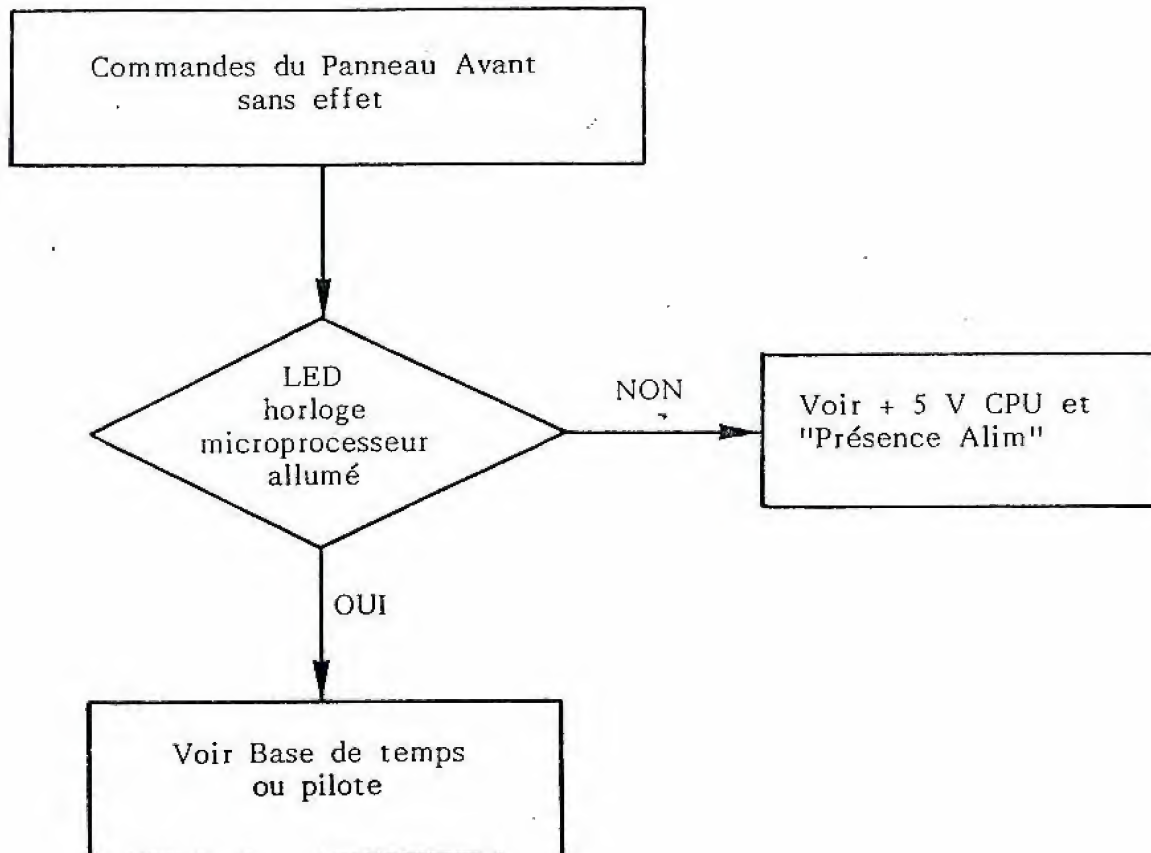 Commandes du Panneau Avant
sans effet
LED
horloge
microprocesseur
allumé
NON
Voir + 5 V CPU et
"Présence Alim"
OUI
Voir Base de temps
ou pilote